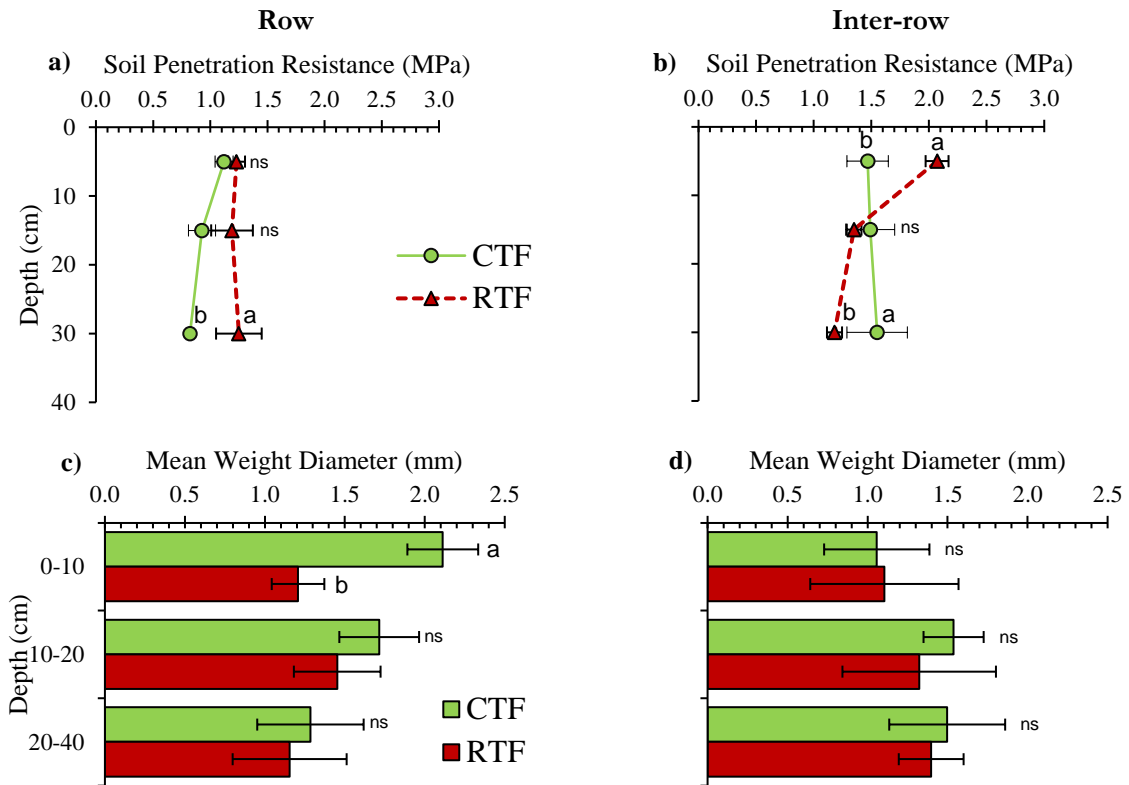 Row
a) Soil Penetration Resistance (MPa)
0.0 0.5 1.0 1.5 2.0 2.5 3.0
0
10
20
30
40
Depth (cm)
ns
ns
b a
CTF
RTF
Inter-row
b) Soil Penetration Resistance (MPa)
0.0 0.5 1.0 1.5 2.0 2.5 3.0
b a
ns
b a
c) Mean Weight Diameter (mm)
0.0 0.5 1.0 1.5 2.0 2.5
Depth (cm)
0-10
10-20
20-40
a
b
ns
ns
CTF
RTF
d) Mean Weight Diameter (mm)
0.0 0.5 1.0 1.5 2.0 2.5
ns
ns
ns